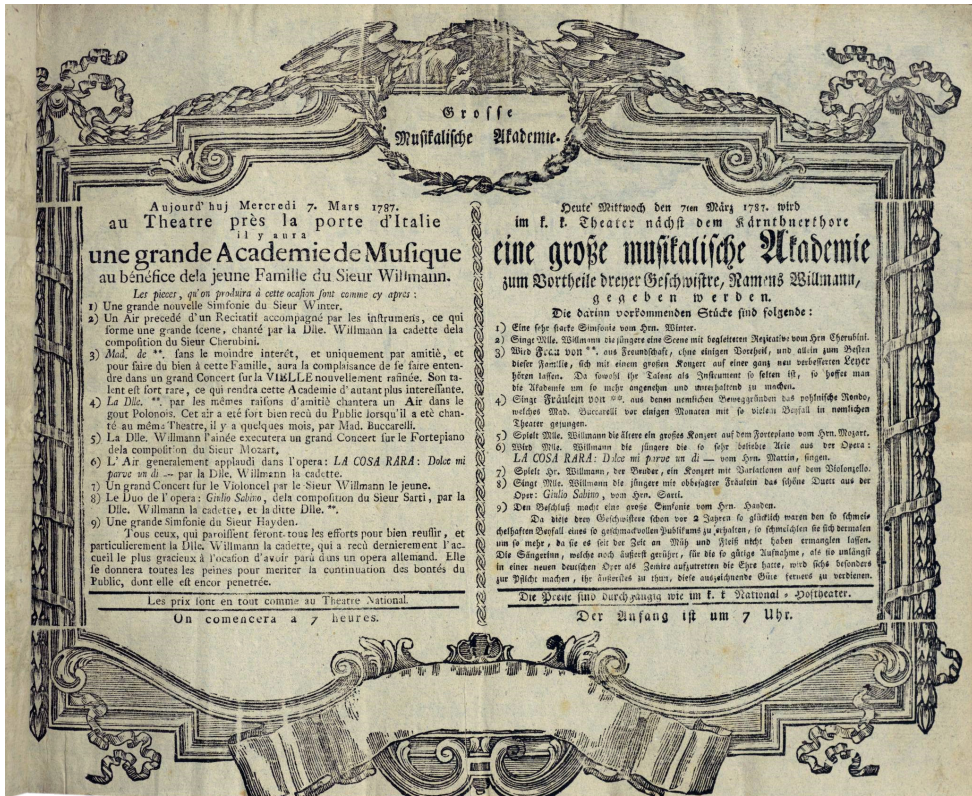 Grosse
Musikalische Akademie.
Aujourd'huj Mercredi 7. Mars 1787.
au Theatre près la porte d'Italie
il y aura
une grande Academie de Musique
au bénéfice dela jeune Famille du Sieur Willmann.
Les pieces, qu'on produira à cette ocasion sont comme cy après :
1) Une grande nouvelle Simfonie du Sieur Winter.
2) Un Air precedé d'un Recitatif accompagné par les instrumens, ce qui
forme une grande scene, chanté par la Dlle. Willmann la cadette dela
composition du Sieur Cherubini.
3) Mad. de **. sans le moindre interêt, et uniquement par amitiè, et
pour faire du bien à cette Famille, aura la complaisance de se faire enten-
dre dans un grand Concert sur la VIELLE nouvellement rafinée. Son ta-
lent est fort rare, ce qui rendra cette Academie d'autant plus interessante.
4) La Dlle. **. par les mèmes raisons d'amitiè chantera un Air dans le
gout Polonois. Cet air a eté fort bien recù du Public lorsqu'il a etè chan-
té au mème Theatre, il y a quelques mois, par Mad. Buccarelli.
5) La Dlle. Willmann l'ainée executera un grand Concert sur le Fortepiano
dela composition du Sieur Mozart.
6) L' Air generalement applaudi dans l'opera: LA COSA RARA: Dolce mi
parve un di — par la Dlle. Willmann la cadette.
7) Un grand Concert sur le Violoncel par le Sieur Willmann le jeune.
8) Le Duo de l'opera: Giulio Sabino, dela composition du Sieur Sarti, par la
Dlle. Willmann la cadette, et la ditte Dlle. **.
9) Une grande Simfonie du Sieur Hayden.
Tous ceux, qui paroissent feront tous les efforts pour bien reussir, et
particulierement la Dlle. Willmann la cadette, qui a recù dernierement l'ac-
cueil le plus gracieux à l'ocasion d'avoir parù dans un opera allemand. Elle
se donnera toutes les peines pour meriter la continuation des bontés du
Public, dont elle est encor penetrée.
Les prix sont en tout comme au Theatre National.
On comencera a 7 heures.
Heute Mittwoch den 7ten März 1787. wird
im k. k. Theater nächst dem Kärnthnerthore
eine große musikalische Akademie
zum Vortheile dreyer Geschwistre, Namens Willmann,
gegeben werden.
Die darinn vorkommenden Stücke sind folgende :
1) Eine sehr starke Simfonie vom Hrn. Winter.
2) Singt Mlle. Willmann die jüngere eine Scene mit begleiteten Rezitativ vom Hrn Cherubini.
3) Wird Frau von **. aus Freundschaft, ohne einigen Vortheil, und allein zum Besten
dieser Familie, sich mit einem großen Konzert auf einer ganz neu verbesserten Leyer
hören lassen. Da sowohl ihr Talent als Instrument so selten ist, so hoffet man
die Akademie um so mehr angenehm und unterhaltend zu machen.
4) Singt Fräulein von **. aus den nemlichen Beweggründen das pohlnische Rondo,
welches Mad. Buccarelli vor einigen Monaten mit so vielem Beyfall in nemlichen
Theater gesungen.
5) Spielt Mlle. Willmann die ältere ein großes Konzert auf dem Fortepiano vom Hrn. Mozart.
6) Wird Mlle. Willmann die jüngere die so sehr beliebte Arie aus der Opera :
LA COSA RARA: Dolce mi parve un di — vom Hrn. Martin, singen.
7) Spielt Hr. Willmann, der Bruder, ein Konzert mit Variationen auf dem Violonzello.
8) Singt Mlle. Willmann die jüngere mit obbesagter Fräulein das schöne Duett aus der
Oper: Giulio Sabino, vom Hrn. Sarti.
9) Den Beschluß macht eine große Simfonie vom Hrn. Hayden.
Da diese drey Geschwistere schon vor 2 Jahren so glücklich waren den so schmei-
chelhaften Beyfall eines so geschmackvollen Publikums zu erhalten, so schmeichlen sie sich dermalen
um so mehr, da sie es seit der Zeit an Müh und Fleiß nicht haben ermanglen lassen.
Die Sängerinn, welche noch äusserst gerührt, für die so gütige Aufnahme, als sie unlängst
in einer neuen deutschen Oper als Zemire aufzutretten die Ehre hatte, wird sichs besonders
zur Pflicht machen, ihr äusserstes zu thun, diese auszeichnende Güte ferners zu verdienen.
Die Preise sind durchgängig wie im k. k National - Hoftheater.
Der Anfang ist um 7 Uhr.